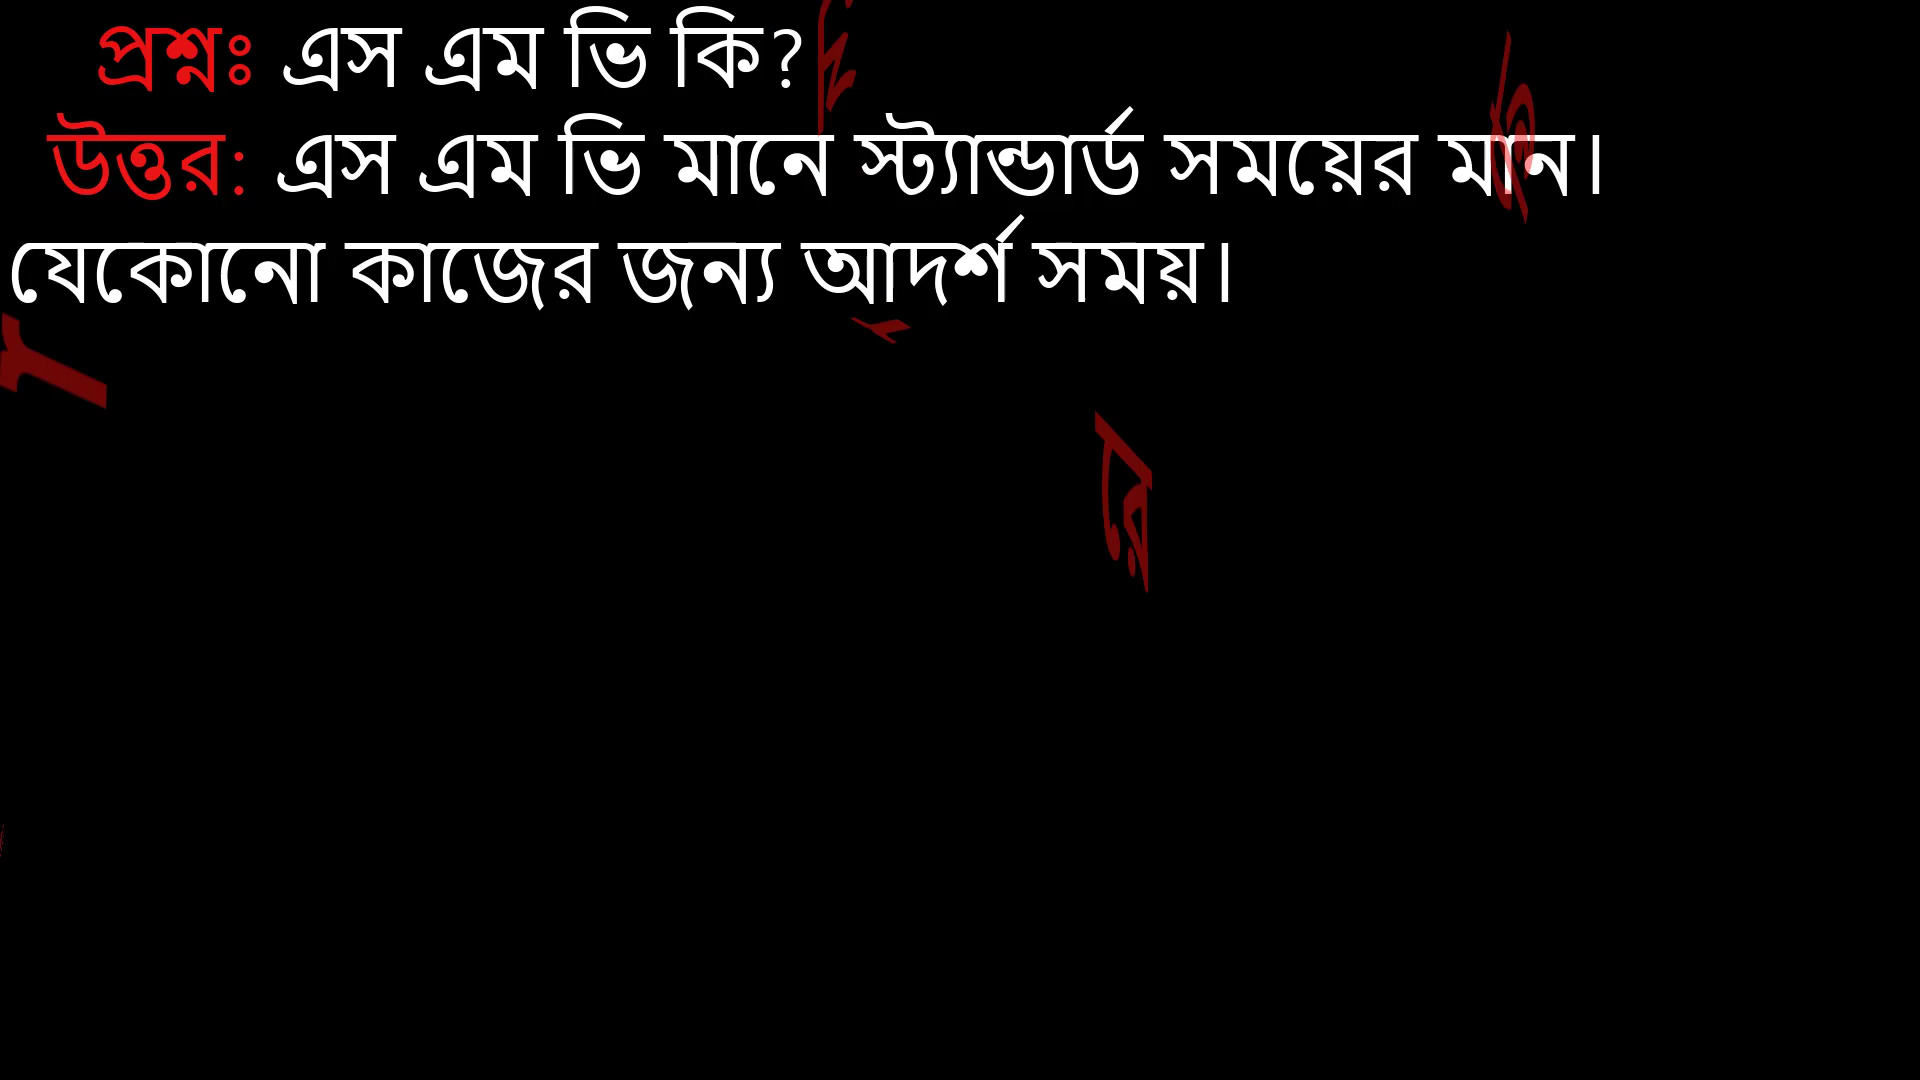 প্রশ্নঃ এস এম ভি কি?
উত্তর: এস এম ভি মানে স্ট্যান্ডার্ড সময়ের মান।
যেকোনো কাজের জন্য আদর্শ সময়।